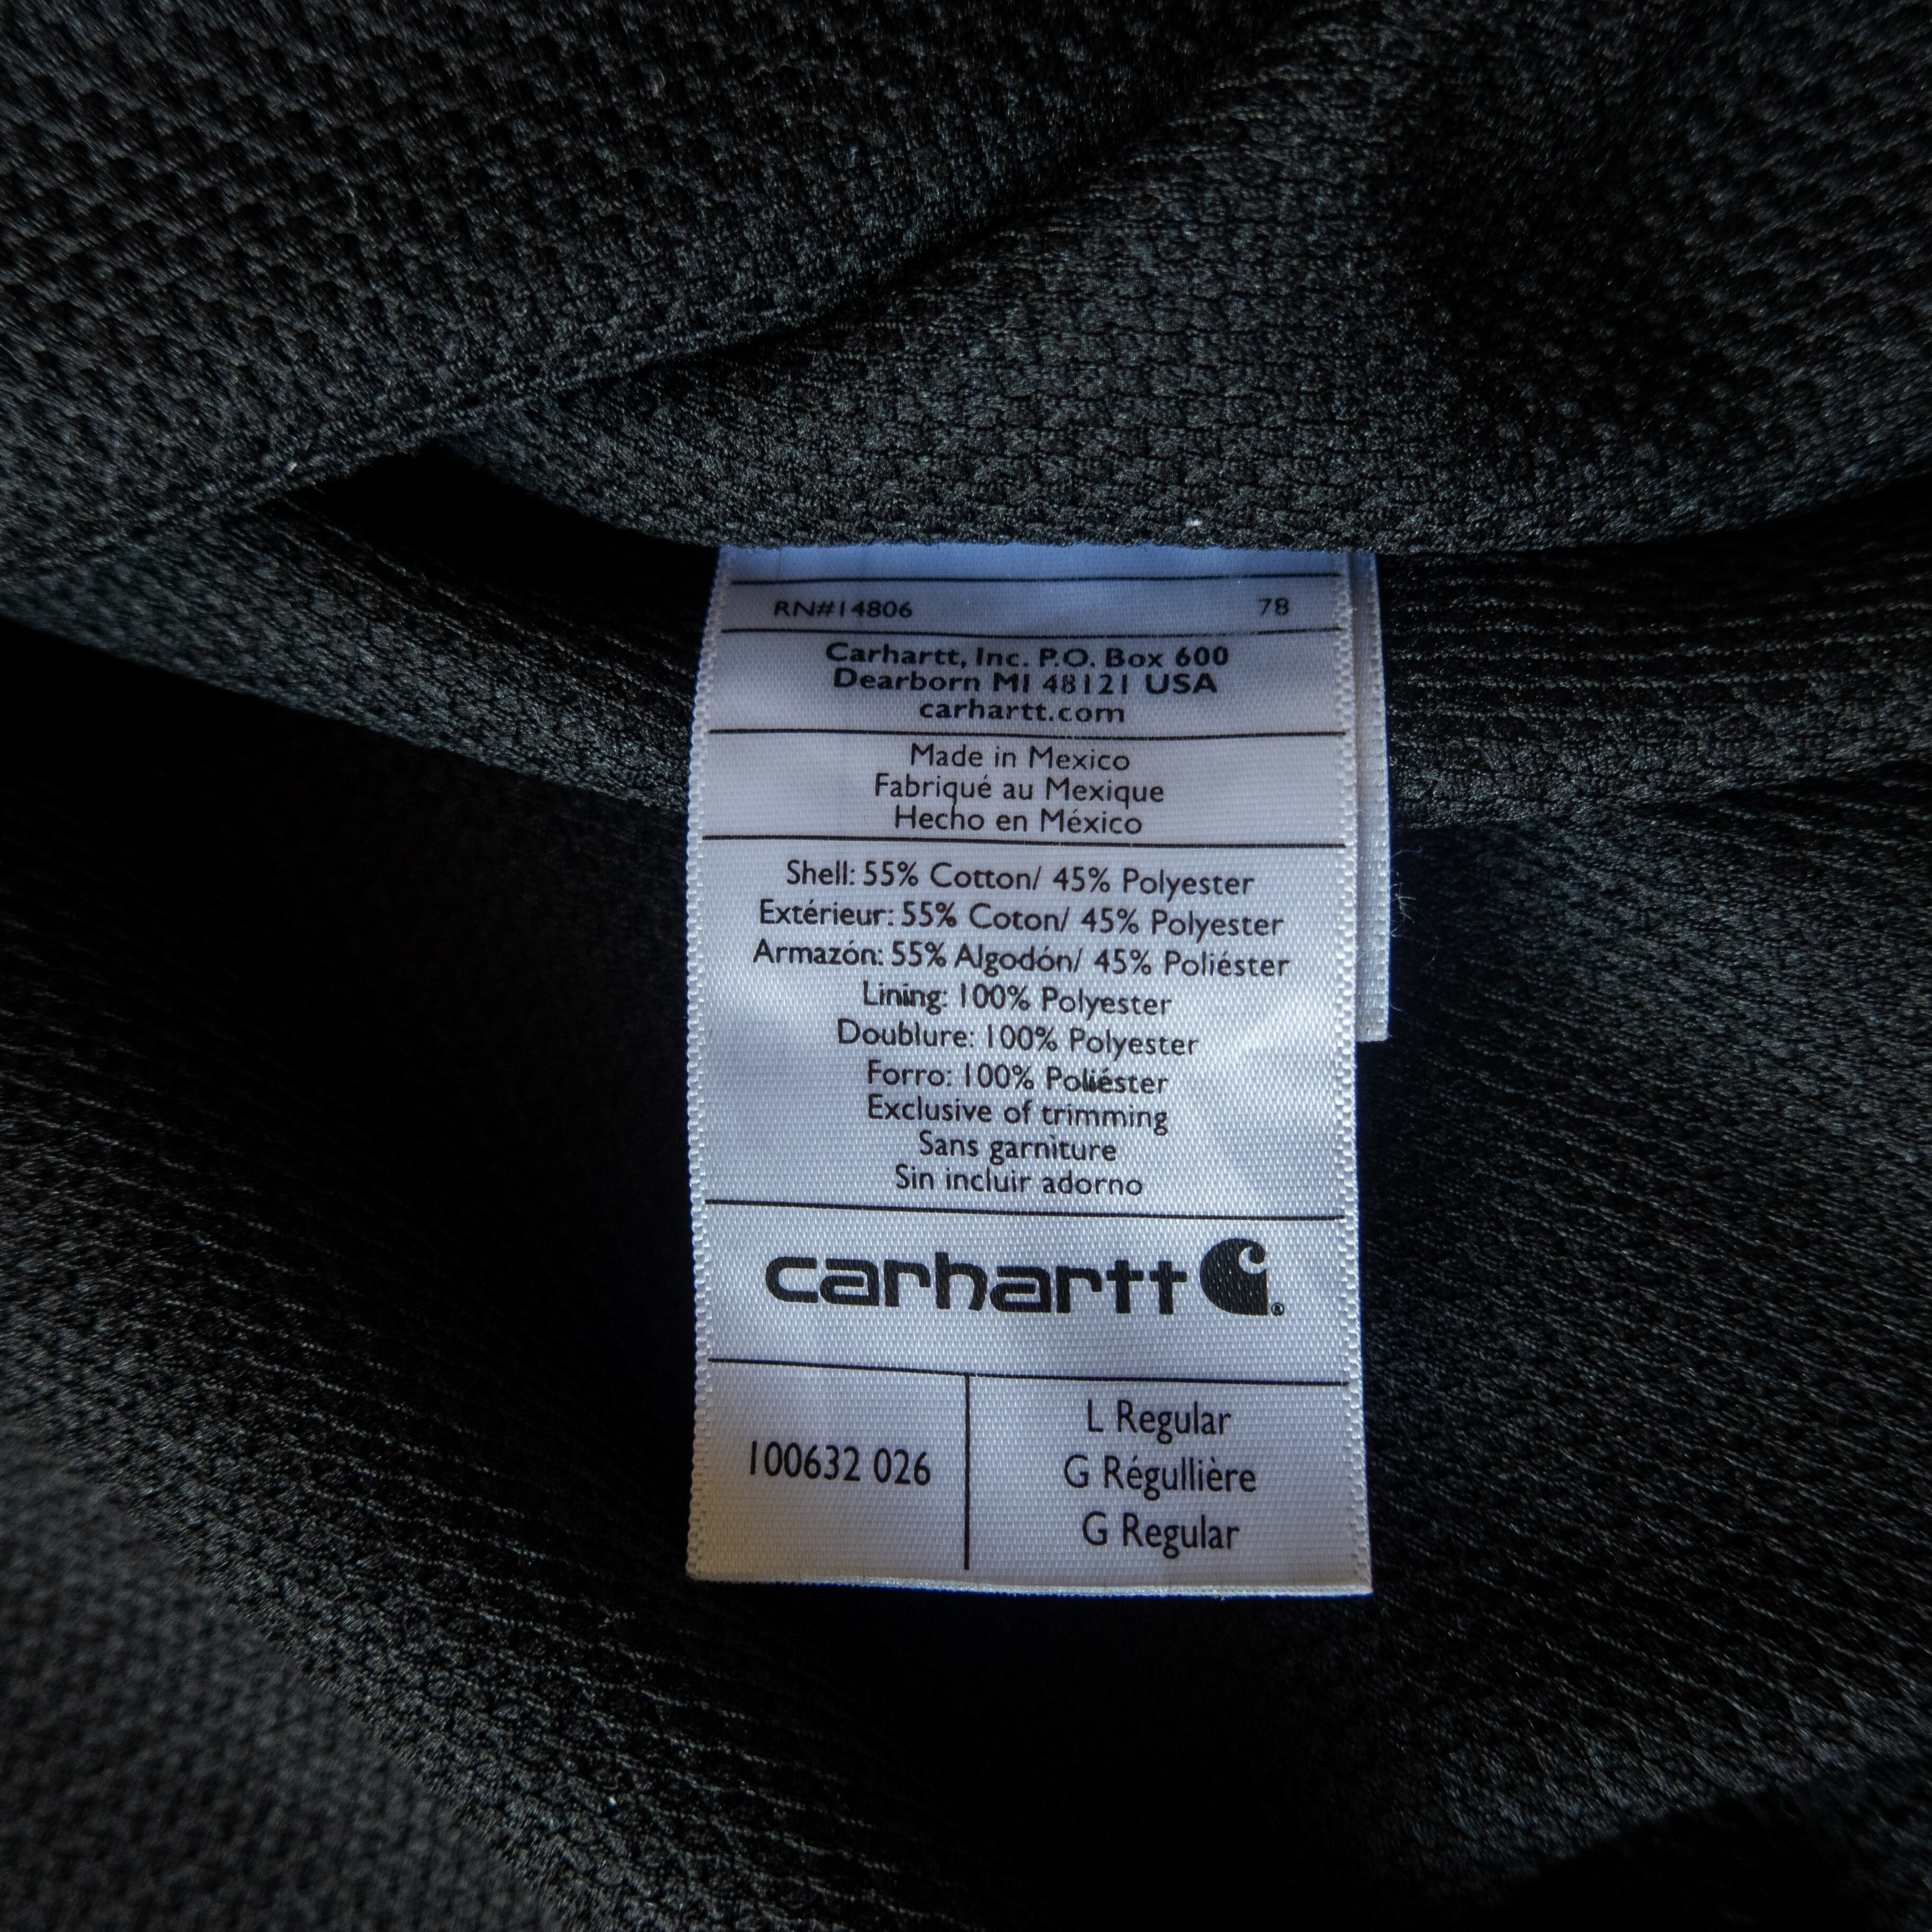 RN#14806 78
Carhartt, Inc. P.O. Box 600
Dearborn MI 48121 USA
carhartt.com
Made in Mexico
Fabriqué au Mexique
Hecho en México
Shell: 55% Cotton/ 45% Polyester
Extérieur: 55% Coton/ 45% Polyester
Armazón: 55% Algodón/ 45% Poliéster
Lining: 100% Polyester
Doublure: 100% Polyester
Forro: 100% Poliéster
Exclusive of trimming
Sans garniture
Sin incluir adorno
carhartt®
100632 026
L Regular
G Régullière
G Regular